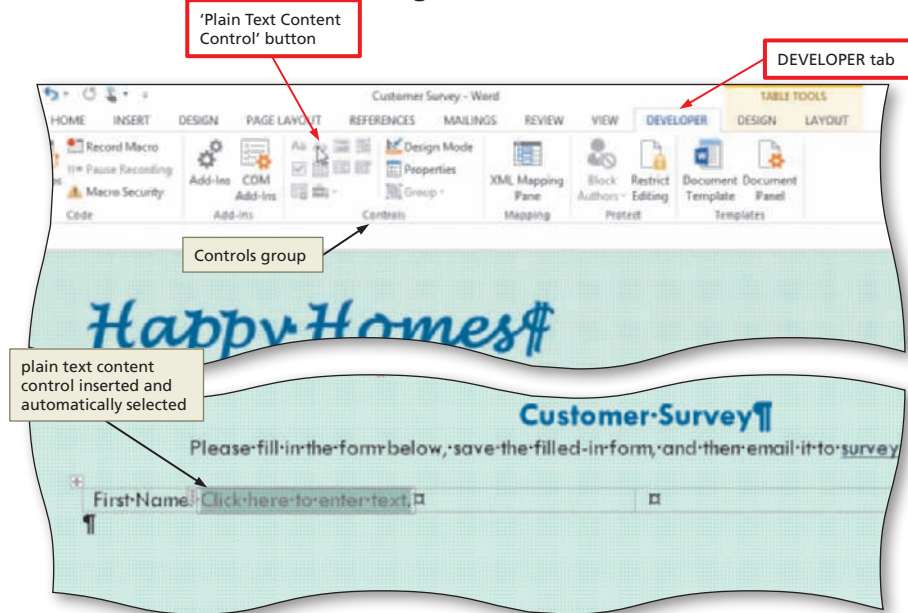 'Plain Text Content
Control' button
DEVELOPER tab
Customer Survey - Word
TABLE TOOLS
HOME INSERT DESIGN PAGE LAYOUT REFERENCES MAILINGS REVIEW VIEW DEVELOPER DESIGN LAYOUT
Record Macro
Pause Recording
Macro Security
Code
Add-Ins
COM
Add-Ins
Add-Ins
Aa
Design Mode
Properties
Group
Controls
XML Mapping
Pane
Mapping
Block
Authors
Restrict
Editing
Protect
Document
Template
Document
Panel
Templates
Controls group
Happy·Homes¶
plain text content
control inserted and
automatically selected
Customer·Survey¶
Please·fill·in·the·form·below,·save·the·filled-in·form,·and·then·email·it·to·survey
First·Name:·Click·here·to·enter·text.¤ ¤
¶